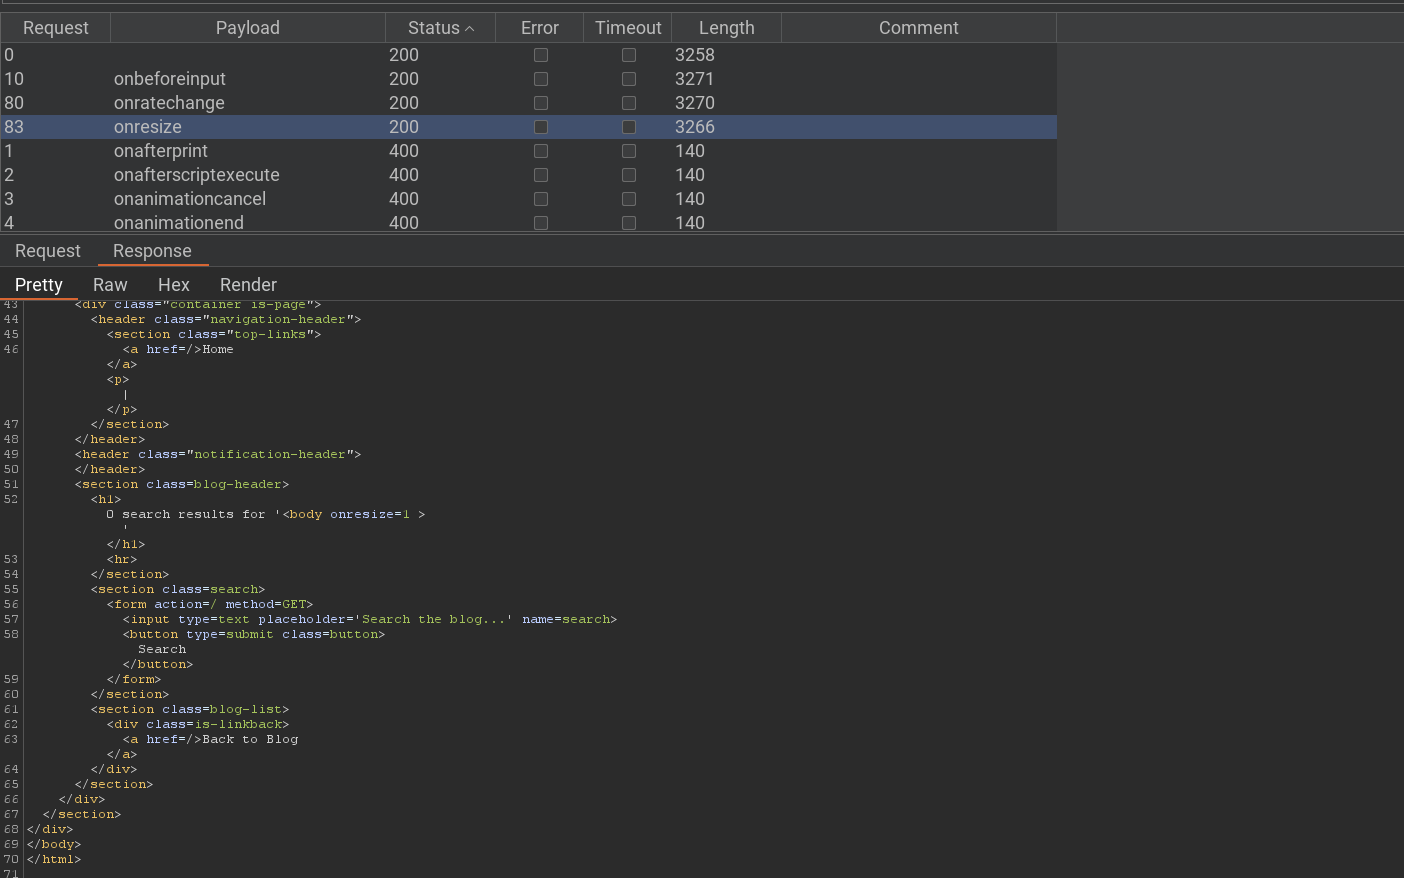 Request Payload Status Error Timeout Length Comment
0 200 3258
10 onbeforeinput 200 3271
80 onratechange 200 3270
83 onresize 200 3266
1 onafterprint 400 140
2 onafterscriptexecute 400 140
3 onanimationcancel 400 140
4 onanimationend 400 140
Request Response
Pretty Raw Hex Render
43 <div class="container is-page">
44 <header class="navigation-header">
45 <section class="top-links">
46 <a href=/>Home
</a>
<p>
|
</p>
47 </section>
48 </header>
49 <header class="notification-header">
50 </header>
51 <section class=blog-header>
52 <h1>
0 search results for '<body onresize=1 >
'
</h1>
53 <hr>
54 </section>
55 <section class=search>
56 <form action=/ method=GET>
57 <input type=text placeholder='Search the blog...' name=search>
58 <button type=submit class=button>
Search
</button>
59 </form>
60 </section>
61 <section class=blog-list>
62 <div class=is-linkback>
63 <a href=/>Back to Blog
</a>
64 </div>
65 </section>
66 </div>
67 </section>
68 </div>
69 </body>
70 </html>
71